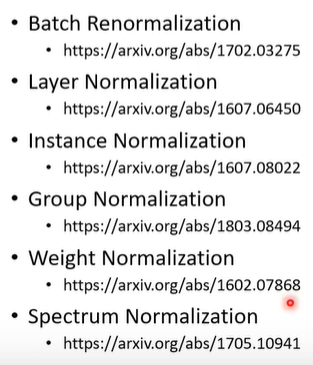 • Batch Renormalization
• https://arxiv.org/abs/1702.03275
• Layer Normalization
• https://arxiv.org/abs/1607.06450
• Instance Normalization
• https://arxiv.org/abs/1607.08022
• Group Normalization
• https://arxiv.org/abs/1803.08494
• Weight Normalization
• https://arxiv.org/abs/1602.07868
• Spectrum Normalization
• https://arxiv.org/abs/1705.10941